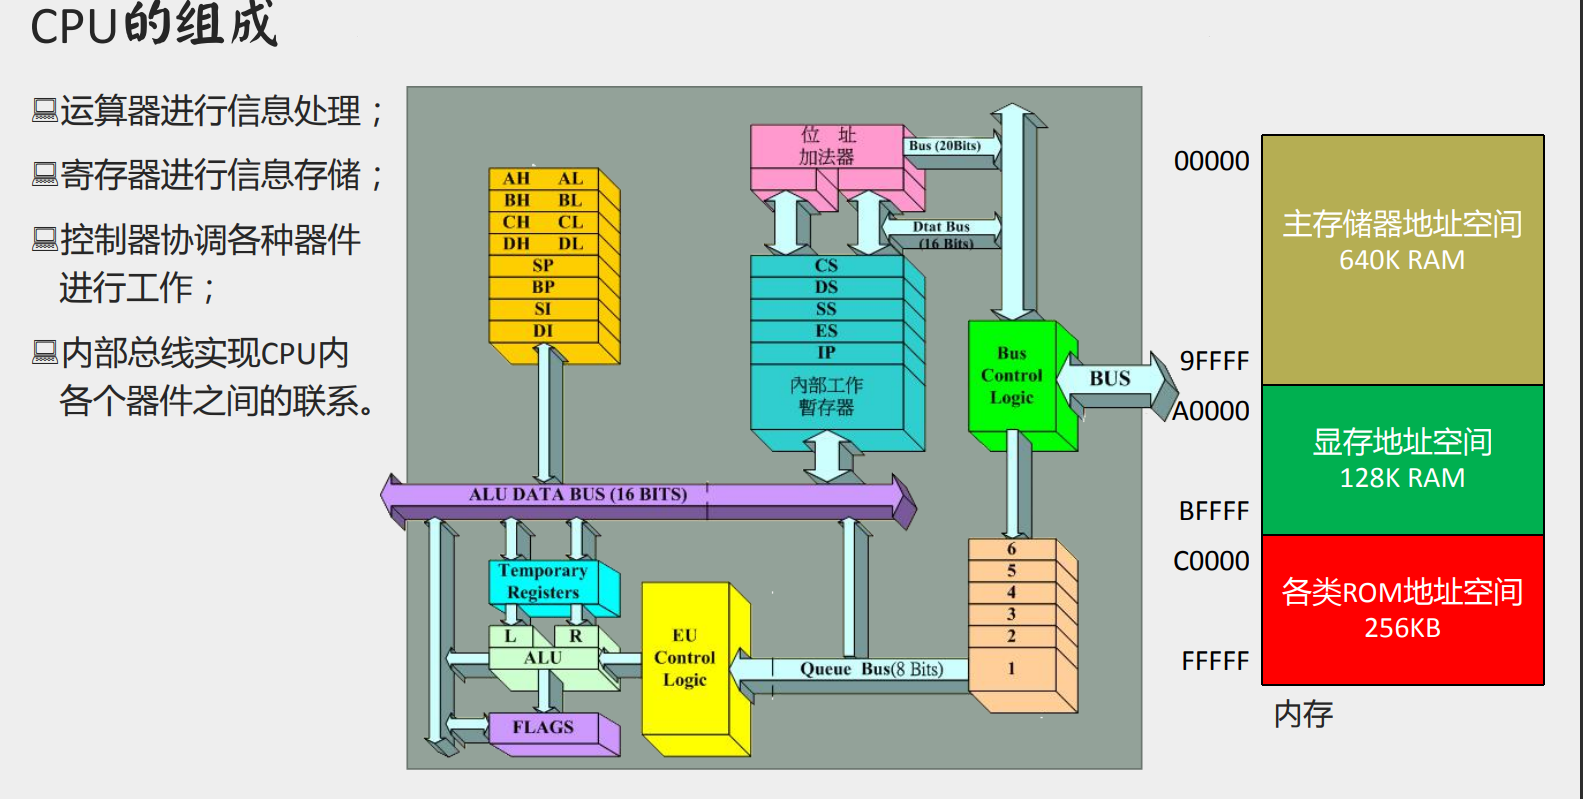 CPU的组成
运算器进行信息处理；
寄存器进行信息存储；
控制器协调各种器件
进行工作；
内部总线实现CPU内
各个器件之间的联系。
AH AL
BH BL
CH CL
DH DL
SP
BP
SI
DI
位 址
加法器
Bus (20Bits)
Dtat Bus
(16 Bits)
CS
DS
SS
ES
IP
內部工作
暫存器
Bus
Control
Logic
BUS
ALU DATA BUS (16 BITS)
Temporary
Registers
L R
ALU
FLAGS
EU
Control
Logic
Queue Bus(8 Bits)
6
5
4
3
2
1
00000
主存储器地址空间
640K RAM
9FFFF
A0000
显存地址空间
128K RAM
BFFFF
C0000
各类ROM地址空间
256KB
FFFFF
内存